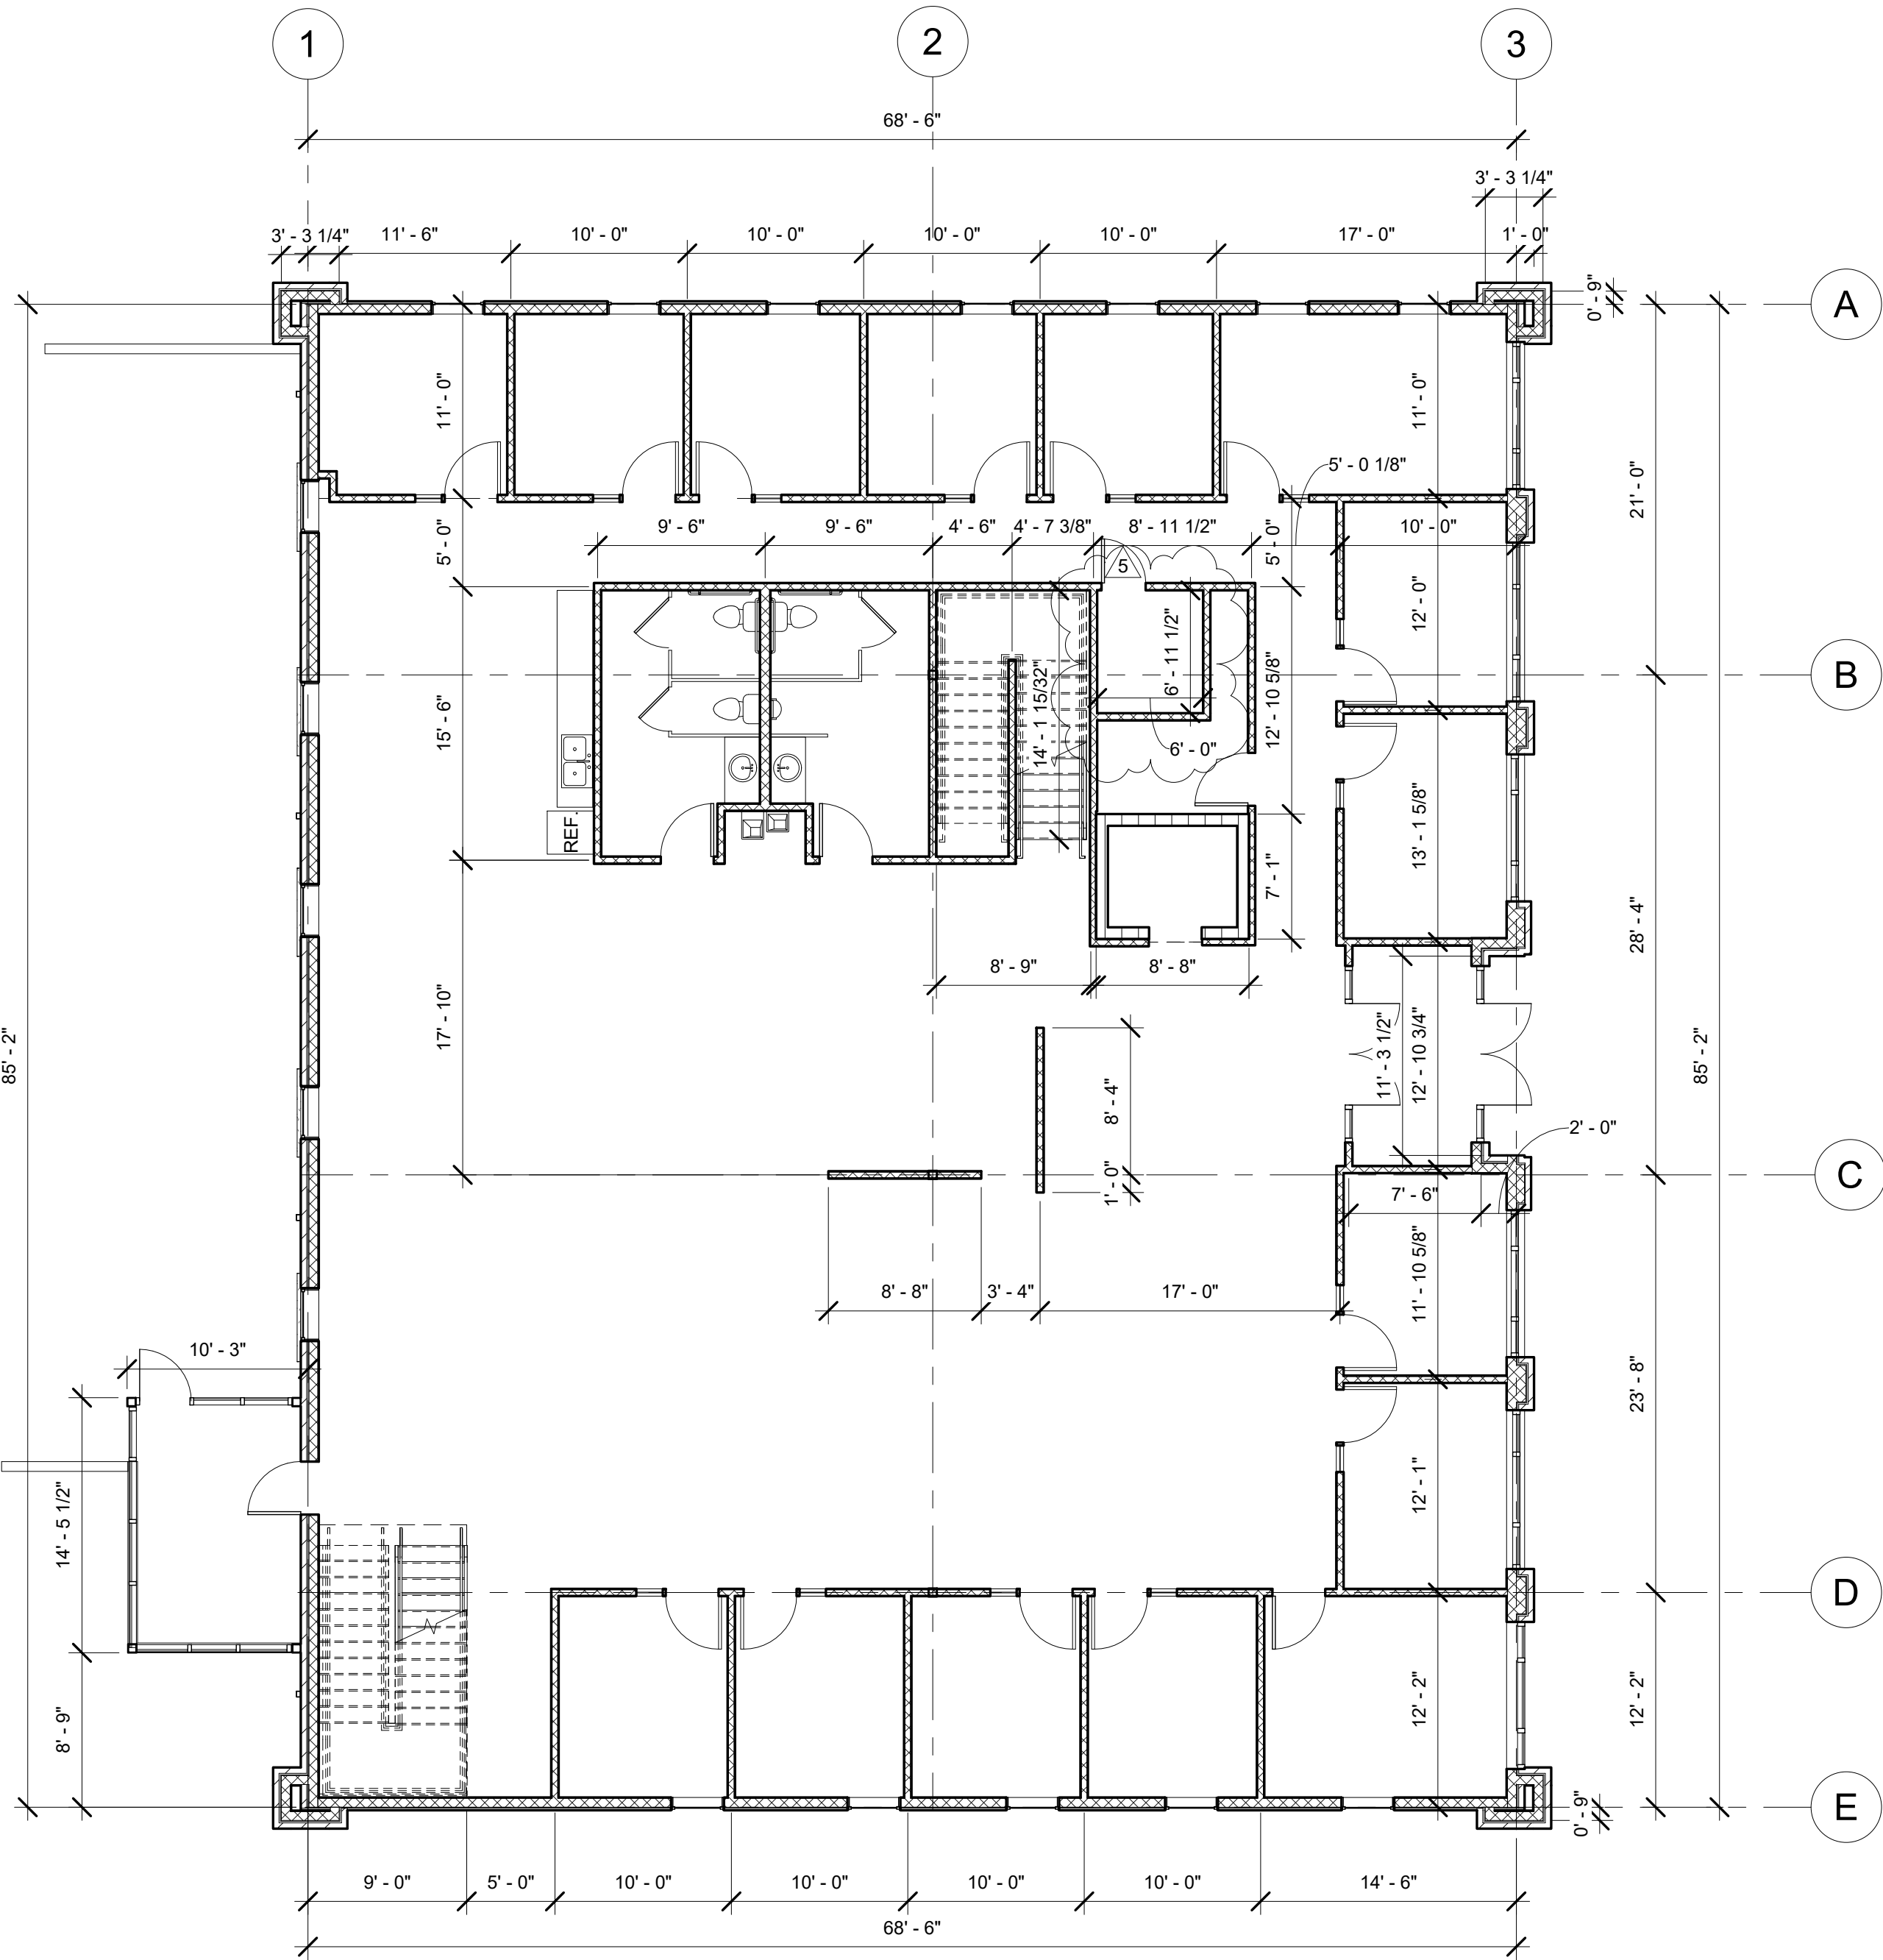 1
2
3
68' - 6"
3' - 3 1/4"
3' - 3 1/4"
11' - 6"
10' - 0"
10' - 0"
10' - 0"
10' - 0"
17' - 0"
1' - 0"
0' - 9"
A
11' - 0"
11' - 0"
5' - 0 1/8"
21' - 0"
9' - 6"
9' - 6"
4' - 6"
4' - 7 3/8"
8' - 11 1/2"
10' - 0"
5' - 0"
5' - 0"
5
12' - 0"
6' - 11 1/2"
B
14' - 1 15/32"
12' - 10 5/8"
15' - 6"
6' - 0"
REF.
13' - 1 5/8"
7' - 1"
28' - 4"
8' - 9"
8' - 8"
17' - 10"
85' - 2"
85' - 2"
11' - 3 1/2"
12' - 10 3/4"
8' - 4"
2' - 0"
C
1' - 0"
7' - 6"
11' - 10 5/8"
8' - 8"
3' - 4"
17' - 0"
10' - 3"
23' - 8"
12' - 1"
14' - 5 1/2"
D
12' - 2"
12' - 2"
8' - 9"
E
0' - 9"
9' - 0"
5' - 0"
10' - 0"
10' - 0"
10' - 0"
10' - 0"
14' - 6"
68' - 6"